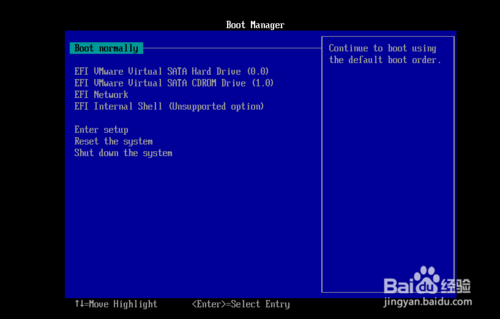 Boot Manager
Boot normally
EFI VMware Virtual SATA Hard Drive (0.0)
EFI VMware Virtual SATA CDROM Drive (1.0)
EFI Network
EFI Internal Shell (Unsupported option)
Enter setup
Reset the system
Shut down the system
Continue to boot using
the default boot order.
↑↓=Move Highlight <Enter>=Select Entry
Bai du 经验
jingyan.baidu.com